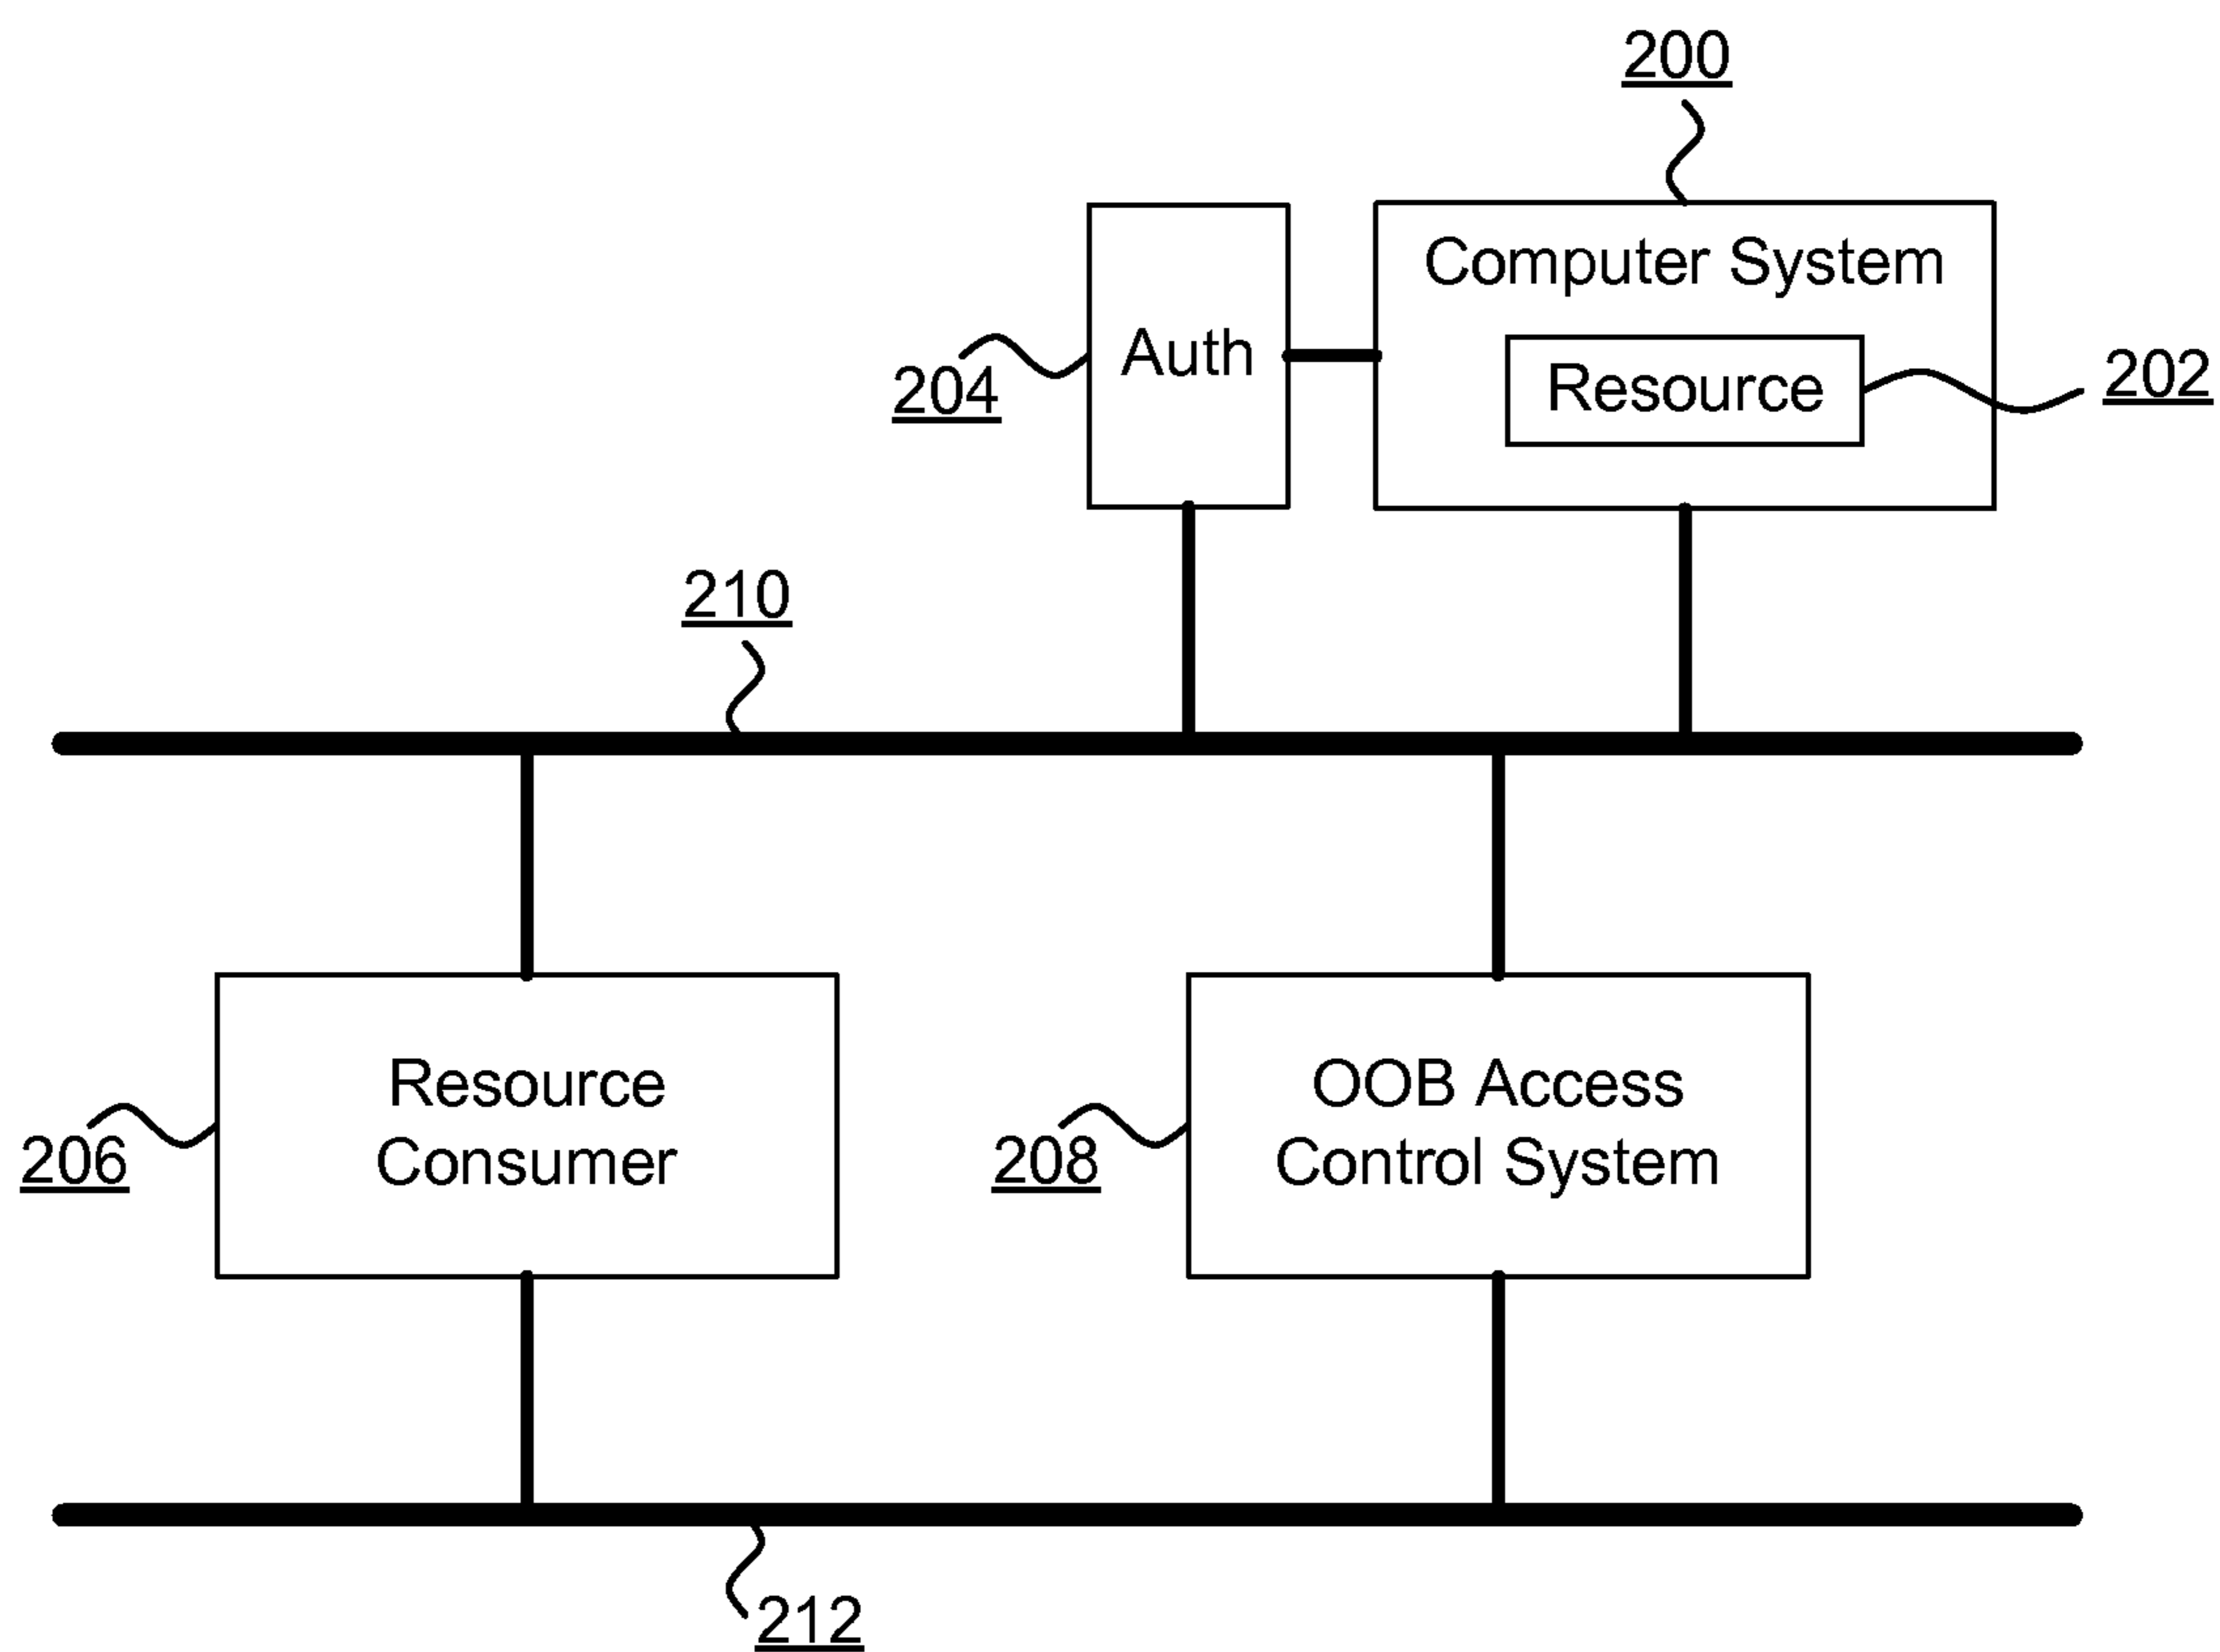 200
Computer System
Auth
Resource
202
204
210
Resource
Consumer
206
OOB Access
Control System
208
212